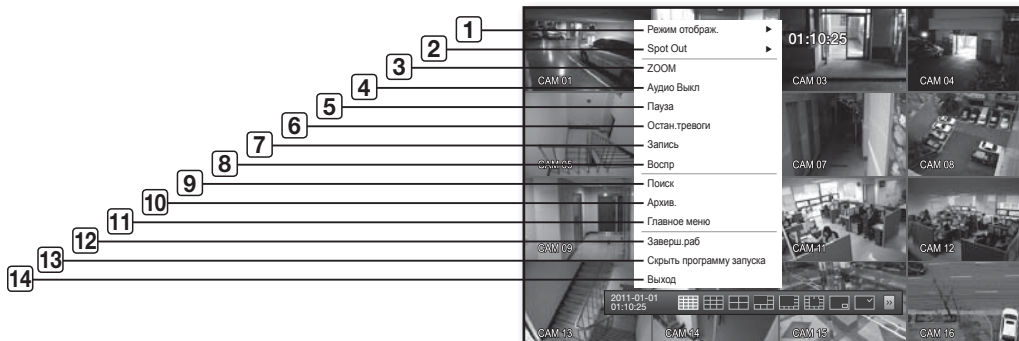 1 Режим отображ.
2 Spot Out
3 ZOOM
4 Аудио Выкл
5 Пауза
6 Остан.тревоги
7 Запись
8 Воспр
9 Поиск
10 Архив.
11 Главное меню
12 Заверш.раб
13 Скрыть программу запуска
14 Выход
01:10:25
CAM 01
CAM 03
CAM 04
CAM 05
CAM 07
CAM 08
CAM 09
CAM 11
CAM 12
2011-01-01
01:10:25
CAM 13
CAM 14
CAM 15
CAM 16